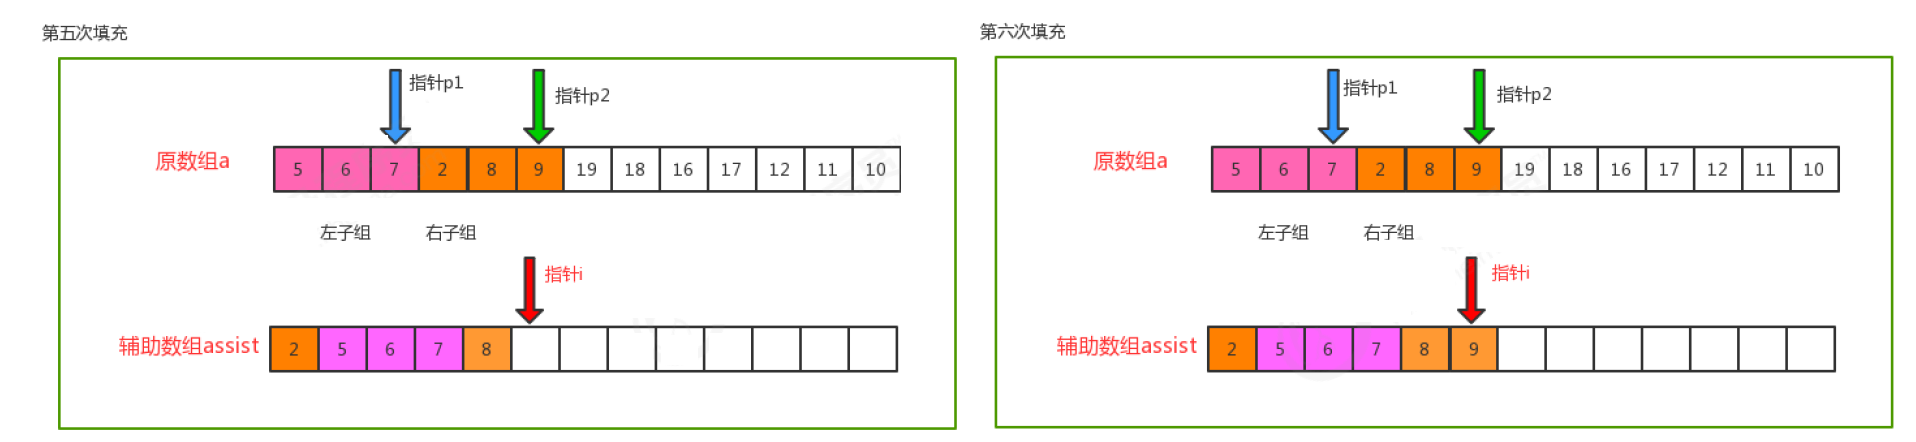 第五次填充
指针p1
指针p2
原数组a
5 6 7 2 8 9 19 18 16 17 12 11 10
左子组 右子组
指针i
辅助数组assist
2 5 6 7 8
第六次填充
指针p1
指针p2
原数组a
5 6 7 2 8 9 19 18 16 17 12 11 10
左子组 右子组
指针i
辅助数组assist
2 5 6 7 8 9